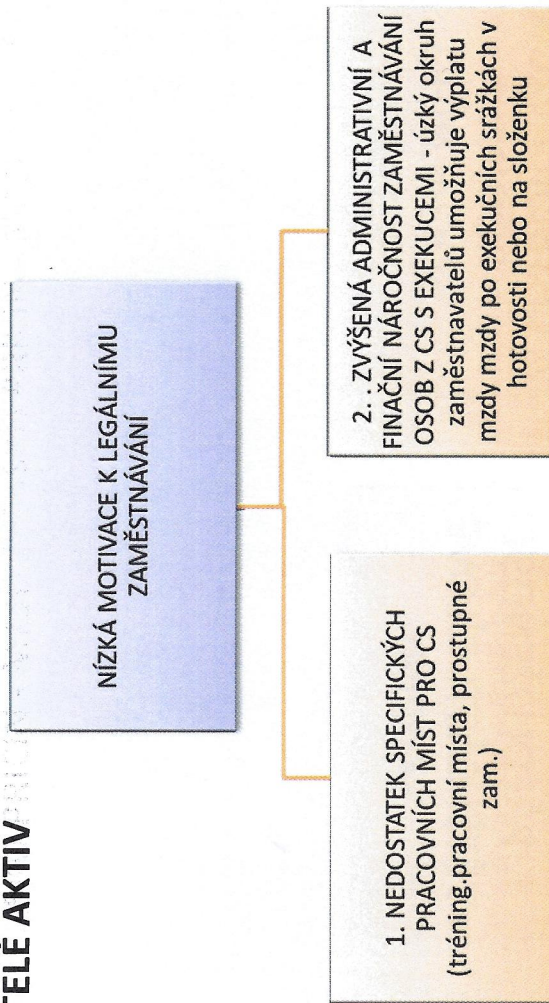 TELÉ AKTIV
NÍZKÁ MOTIVACE K LEGÁLNÍMU
ZAMĚSTNÁVÁNÍ
1. NEDOSTATEK SPECIFICKÝCH
PRACOVNÍCH MÍST PRO CS
(tréning.pracovní místa, prostupné
zam.)
2. . ZVÝŠENÁ ADMINISTRATIVNÍ A
FINAČNÍ NÁROČNOST ZAMĚSTNÁVÁNÍ
OSOB Z CS S EXEKUCEMI - úzký okruh
zaměstnavatelů umožňuje výplatu
mzdy mzdy po exekučních srážkách v
hotovosti nebo na složenku